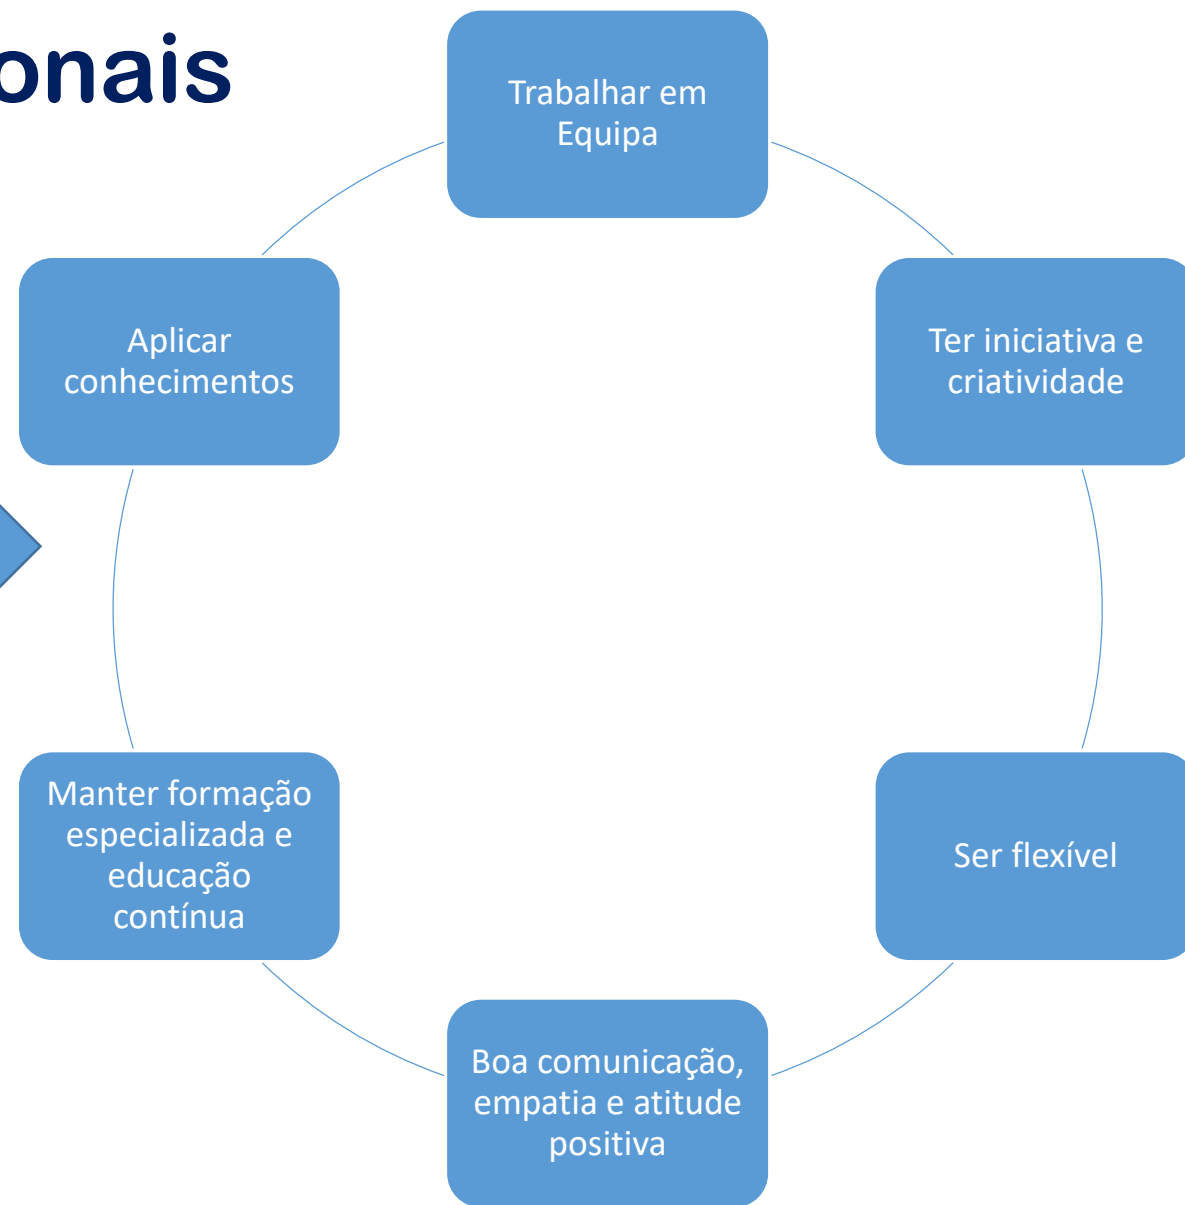 onais
Trabalhar em
Equipa
Ter iniciativa e
criatividade
Ser flexível
Boa comunicação,
empatia e atitude
positiva
Manter formação
especializada e
educação
contínua
Aplicar
conhecimentos